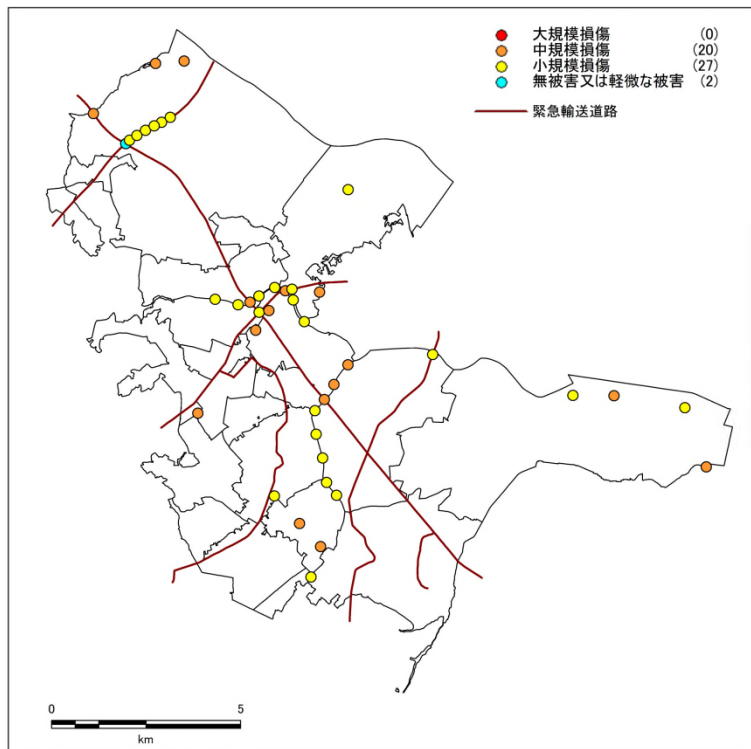 大規模損傷 (0)
中規模損傷 (20)
小規模損傷 (27)
無被害又は軽微な被害 (2)
緊急輸送道路
0 5
km